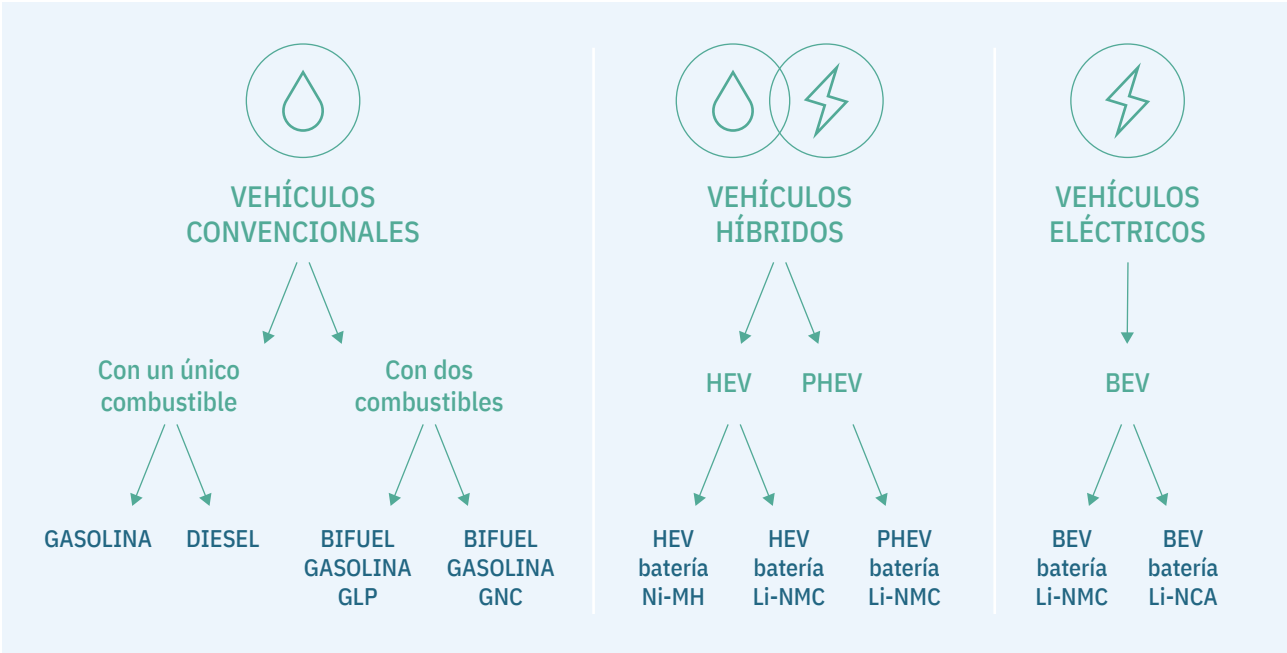 VEHÍCULOS
CONVENCIONALES
Con un único
combustible
Con dos
combustibles
GASOLINA
DIESEL
BIFUEL
GASOLINA
GLP
BIFUEL
GASOLINA
GNC
VEHÍCULOS
HÍBRIDOS
HEV
PHEV
HEV
batería
Ni-MH
HEV
batería
Li-NMC
PHEV
batería
Li-NMC
VEHÍCULOS
ELÉCTRICOS
BEV
BEV
batería
Li-NMC
BEV
batería
Li-NCA